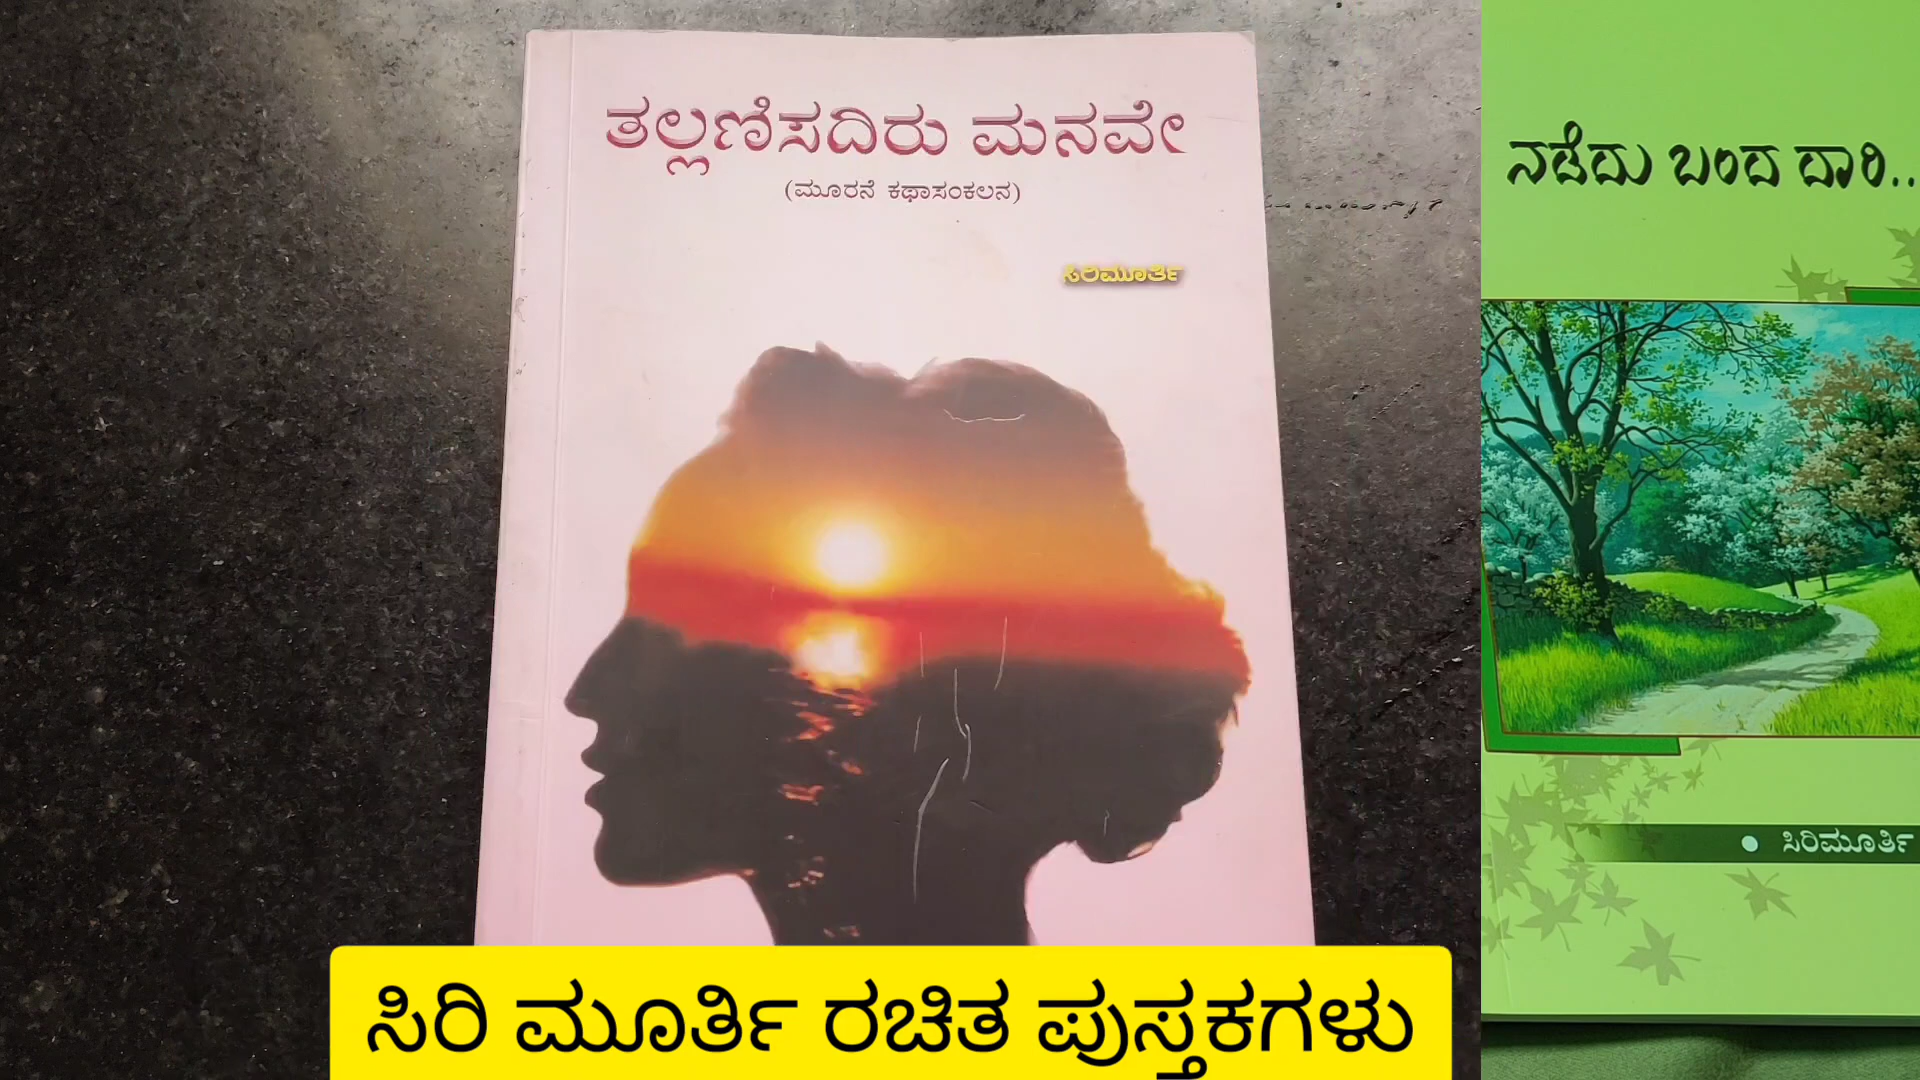 ತಲ್ಲಣಿಸದಿರು ಮನವೇ
(ಮೂರನೆ ಕಥಾಸಂಕಲನ)
ಸಿರಿಮೂರ್ತಿ
ನಡೆದು ಬಂದ ದಾರಿ..
• ಸಿರಿಮೂರ್ತಿ
ಸಿರಿ ಮೂರ್ತಿ ರಚಿತ ಪುಸ್ತಕಗಳು